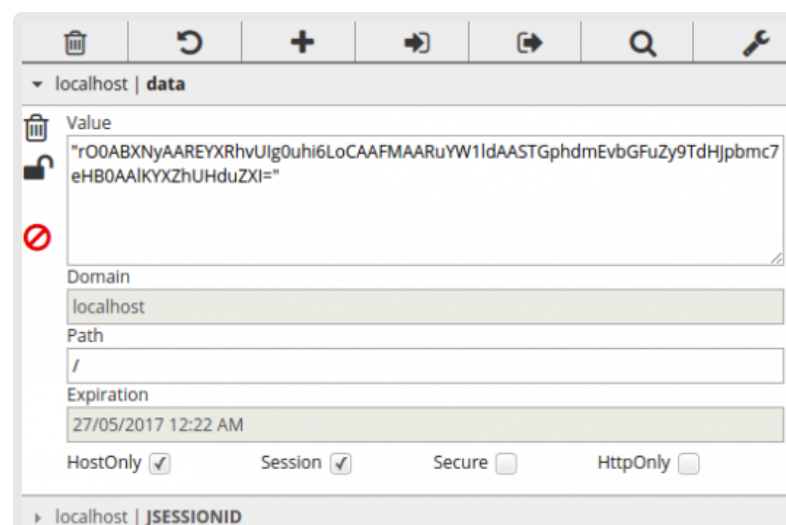 localhost | data
Value
"rO0ABXNyAAREYXRhvUIg0uhi6LoCAAFMAARuYW1ldAASTGphdmEvbGFuZy9TdHJpbmc7
eHB0AAlKYXZhUHduZXI="
Domain
localhost
Path
/
Expiration
27/05/2017 12:22 AM
HostOnly Session Secure HttpOnly
localhost | JSESSIONID